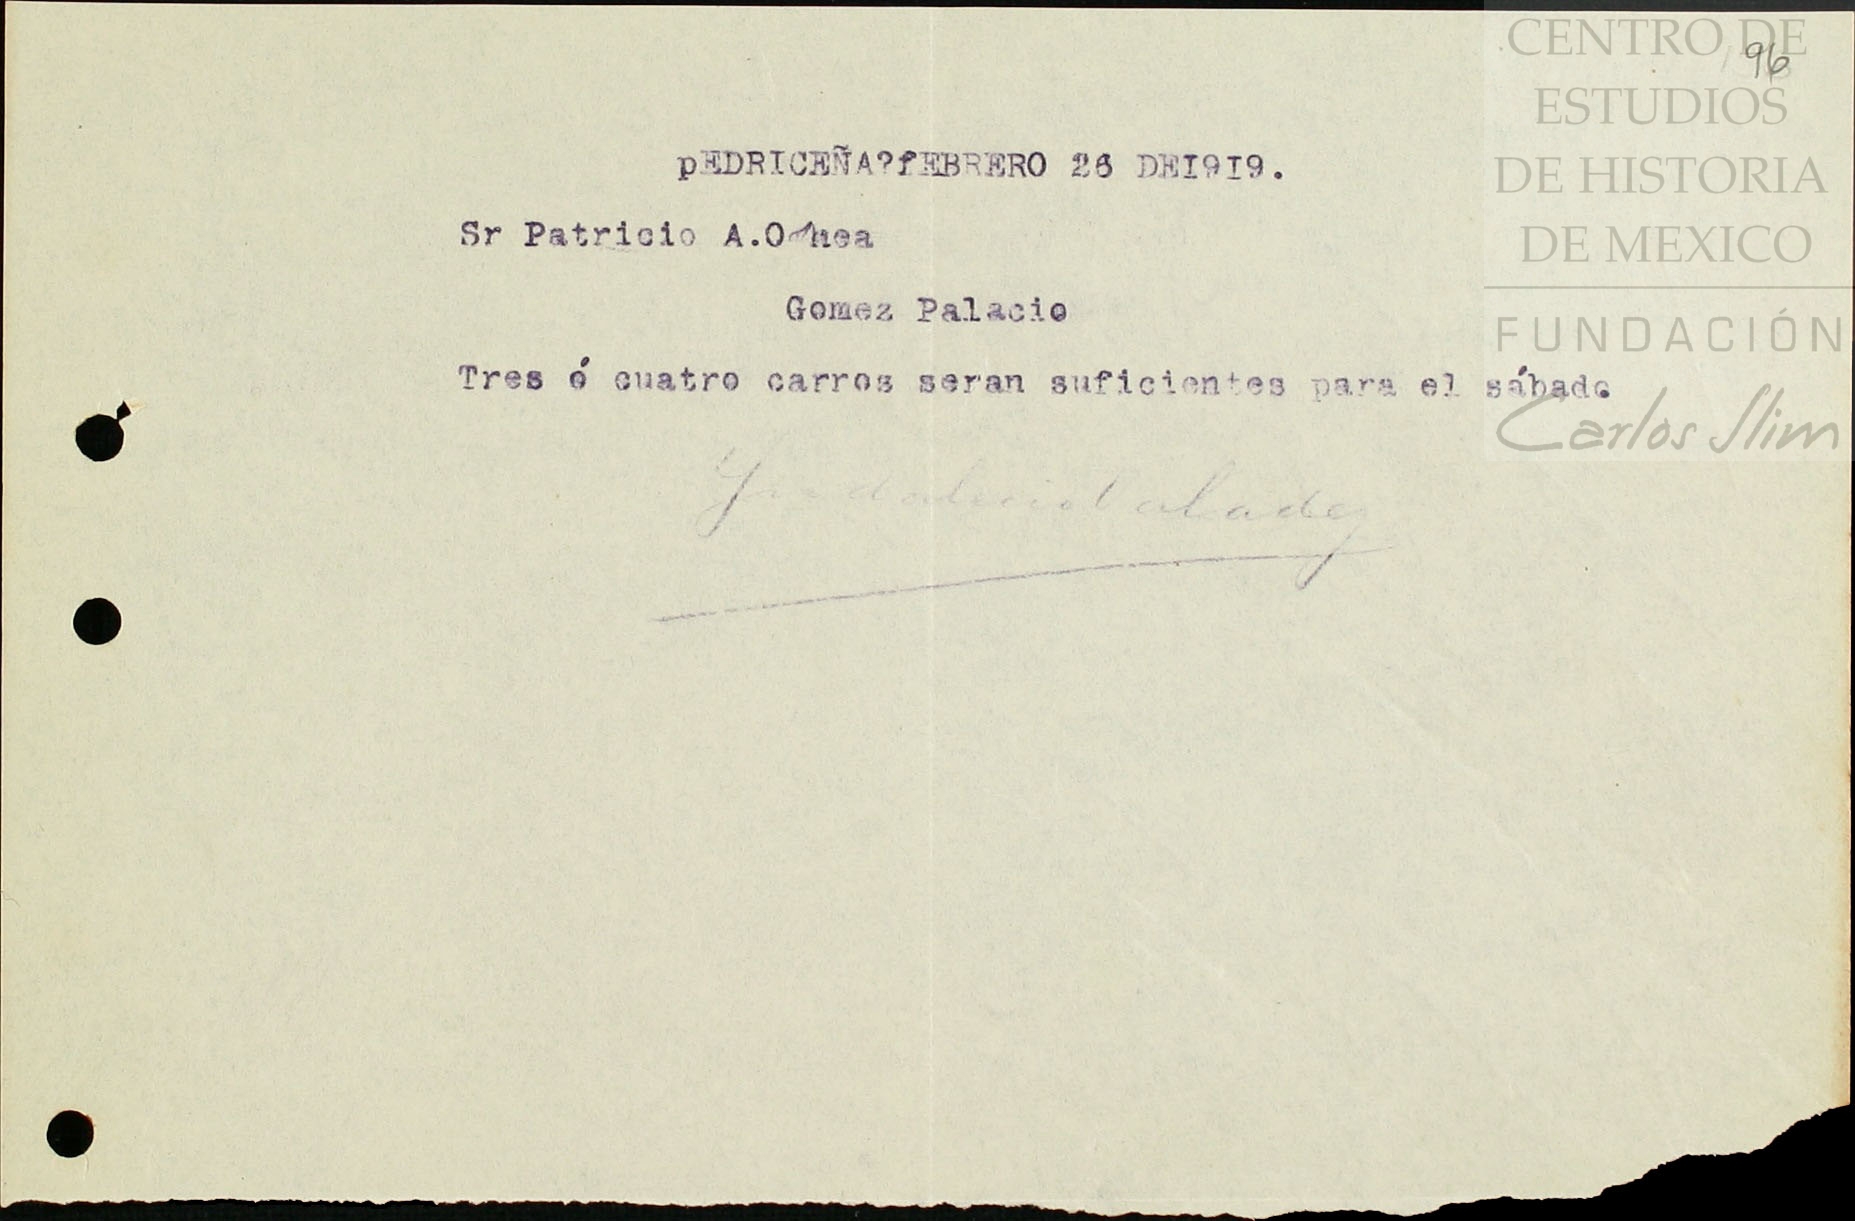 96
pEDRICEÑA?fEBRERO 26 DEI9I9.
Sr Patricio A.O'hea
Gomez Palacio
Tres ó cuatro carros seran suficientes para el sábado
CENTRO DE
ESTUDIOS
DE HISTORIA
DE MEXICO
FUNDACIÓN
Carlos Slim